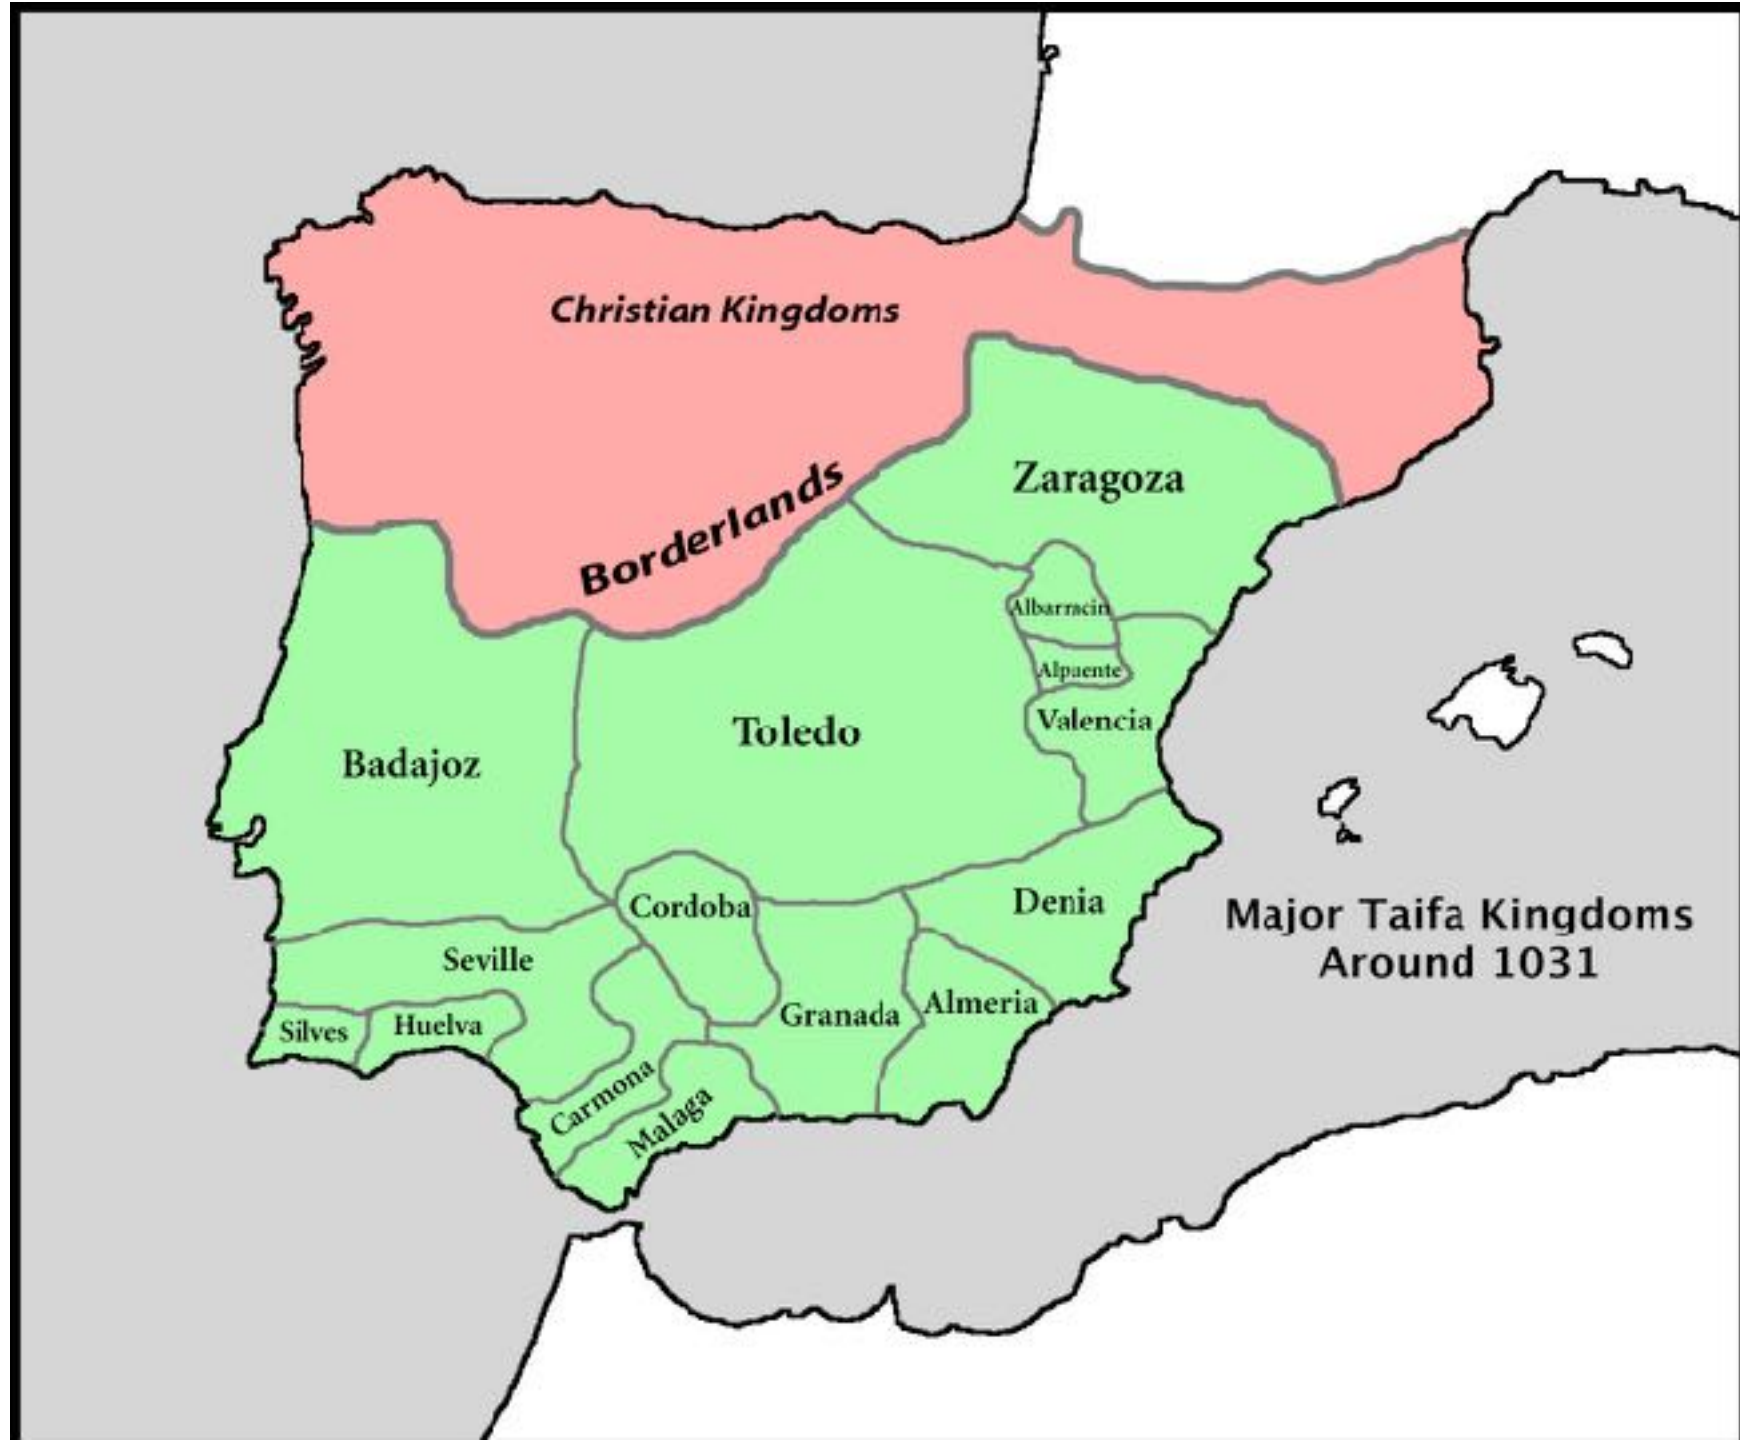 Christian Kingdoms
Borderlands
Zaragoza
Albarracin
Alpuente
Valencia
Toledo
Badajoz
Cordoba
Denia
Major Taifa Kingdoms
Around 1031
Seville
Granada
Almeria
Silves
Huelva
Carmona
Malaga